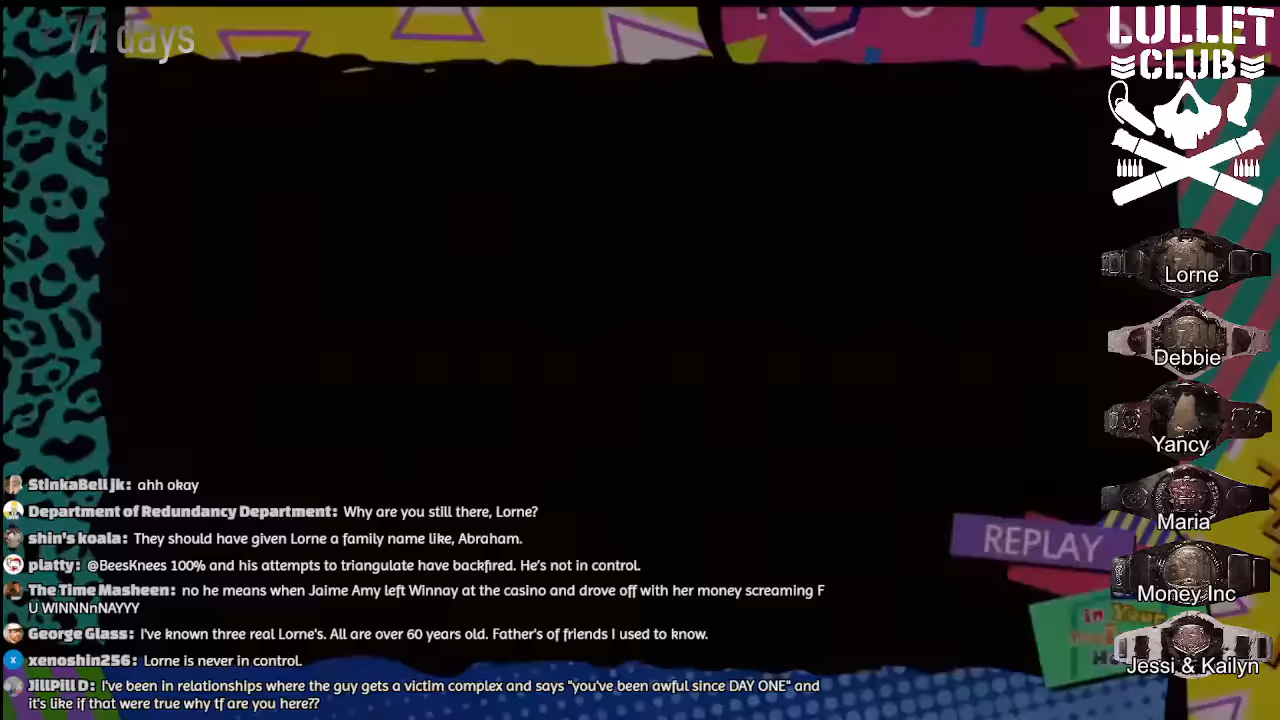 77 days
LULLET
CLUB
Lorne
Debbie
Yancy
Maria
Money Inc
Jessi & Kailyn
REPLAY
in Your
StinkaBell jk: ahh okay
Department of Redundancy Department: Why are you still there, Lorne?
shin's koala: They should have given Lorne a family name like, Abraham.
piatty: @BeesKnees 100% and his attempts to triangulate have backfired. He's not in control.
The Time Masheen: no he means when Jaime Amy left Winnay at the casino and drove off with her money screaming F
U WINNNnNAYYY
George Glass: I've known three real Lorne's. All are over 60 years old. Father's of friends I used to know.
X xenoshin256: Lorne is never in control.
JillPill D: I've been in relationships where the guy gets a victim complex and says "you've been awful since DAY ONE" and
it's like if that were true why tf are you here??